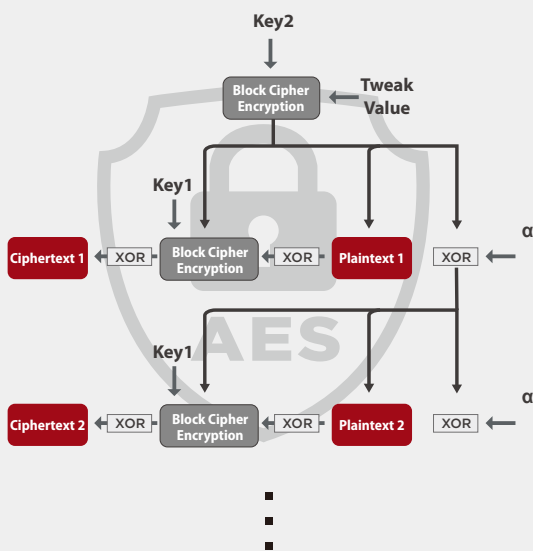 Key2
Block Cipher
Encryption
Tweak
Value
Key1
α
Ciphertext 1
XOR
Block Cipher
Encryption
XOR
Plaintext 1
XOR
AES
Key1
α
Ciphertext 2
XOR
Block Cipher
Encryption
XOR
Plaintext 2
XOR